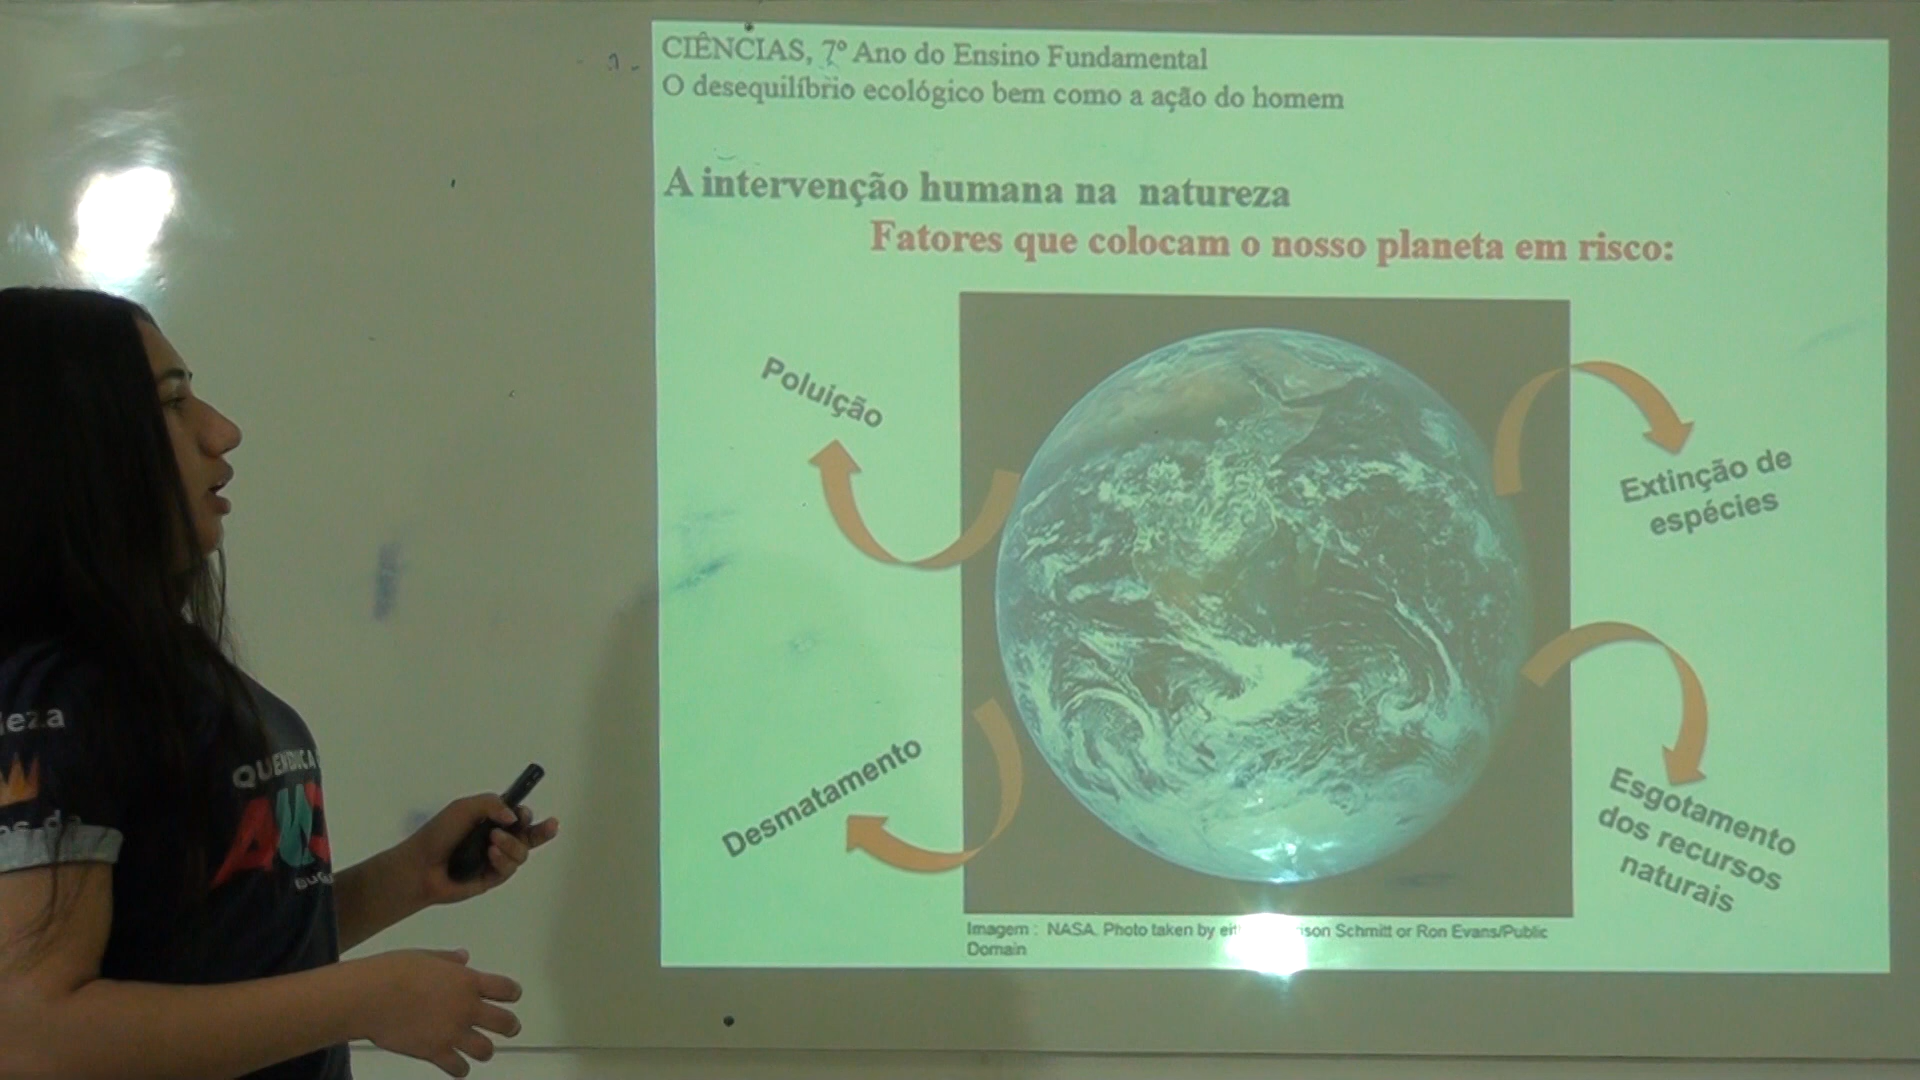 CIÊNCIAS, 7º Ano do Ensino Fundamental
O desequilíbrio ecológico bem como a ação do homem
A intervenção humana na natureza
Fatores que colocam o nosso planeta em risco:
Poluição
Extinção de
espécies
Desmatamento
Esgotamento
dos recursos
naturais
Imagem : NASA. Photo taken by Schmitt or Ron Evans/Public
Domain